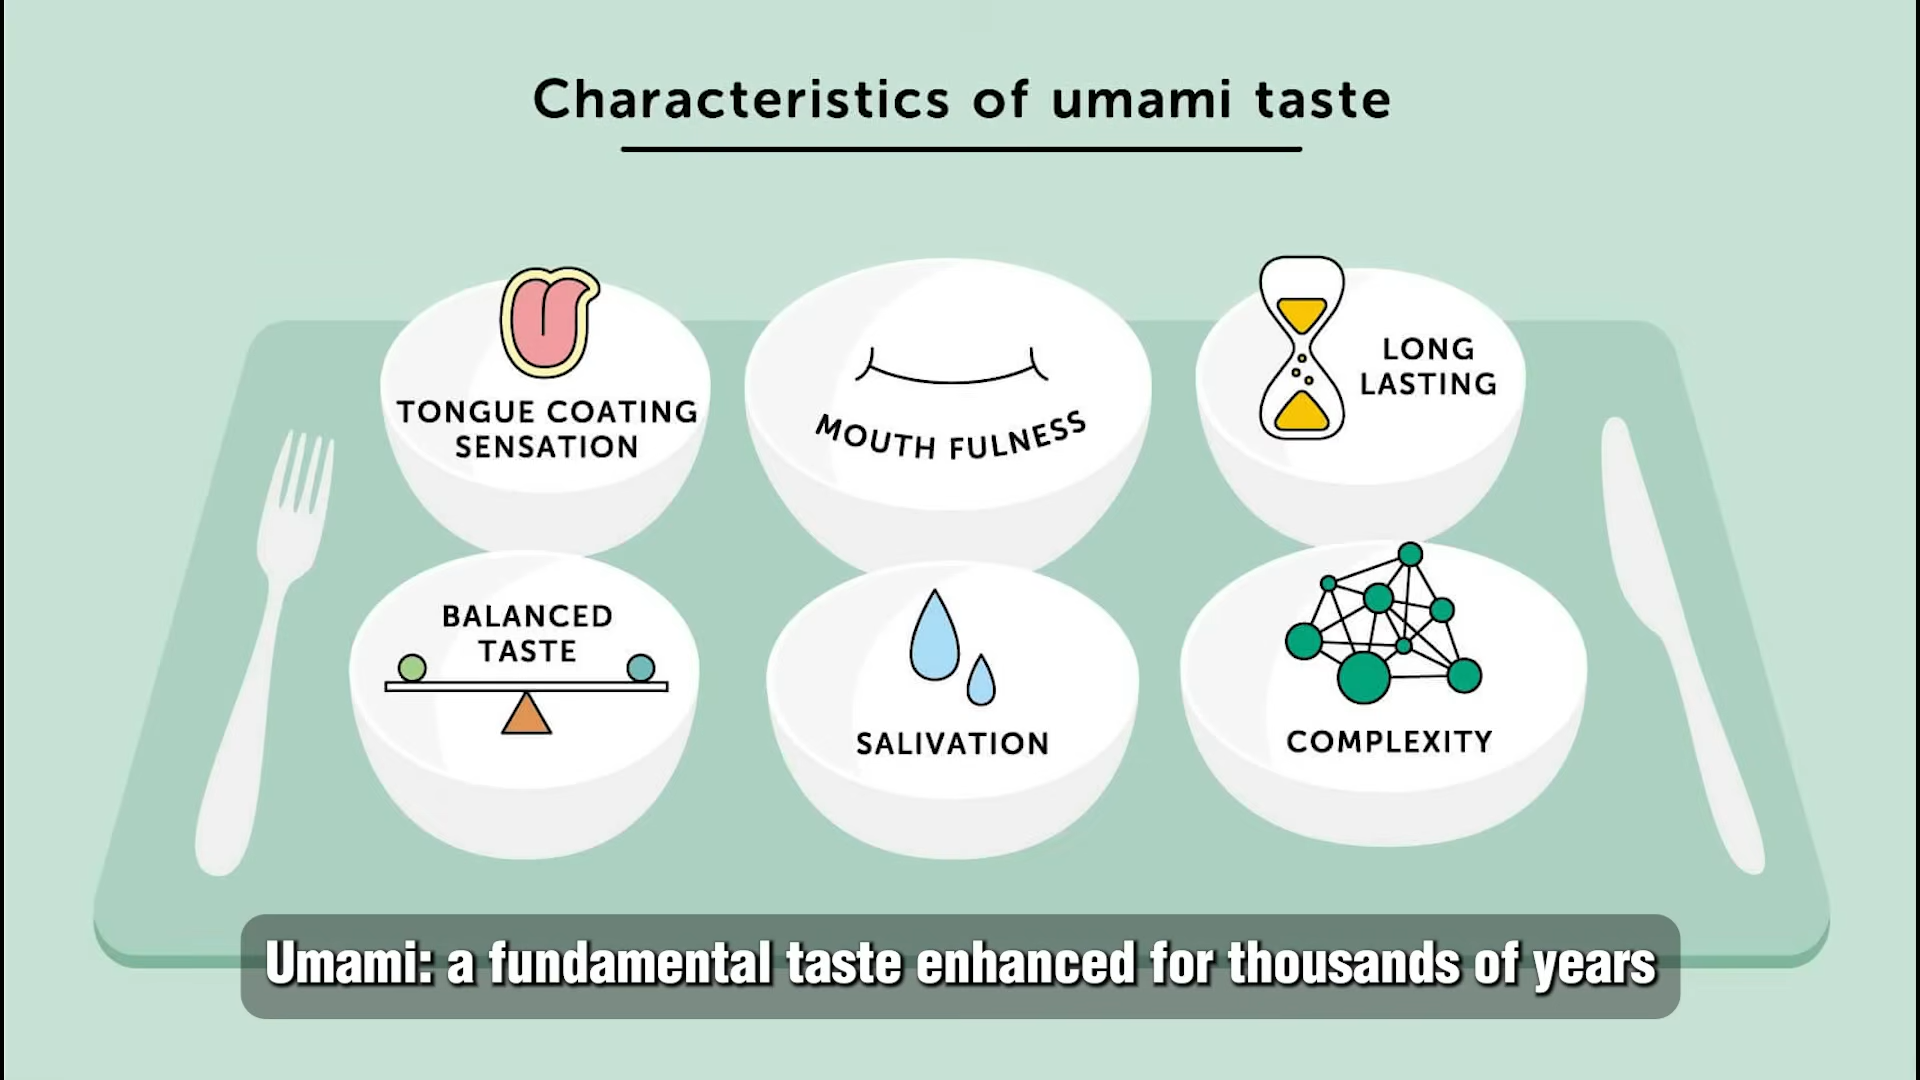 Characteristics of umami taste
TONGUE COATING
SENSATION
MOUTH FULNESS
LONG
LASTING
BALANCED
TASTE
SALIVATION
COMPLEXITY
Umami: a fundamental taste enhanced for thousands of years